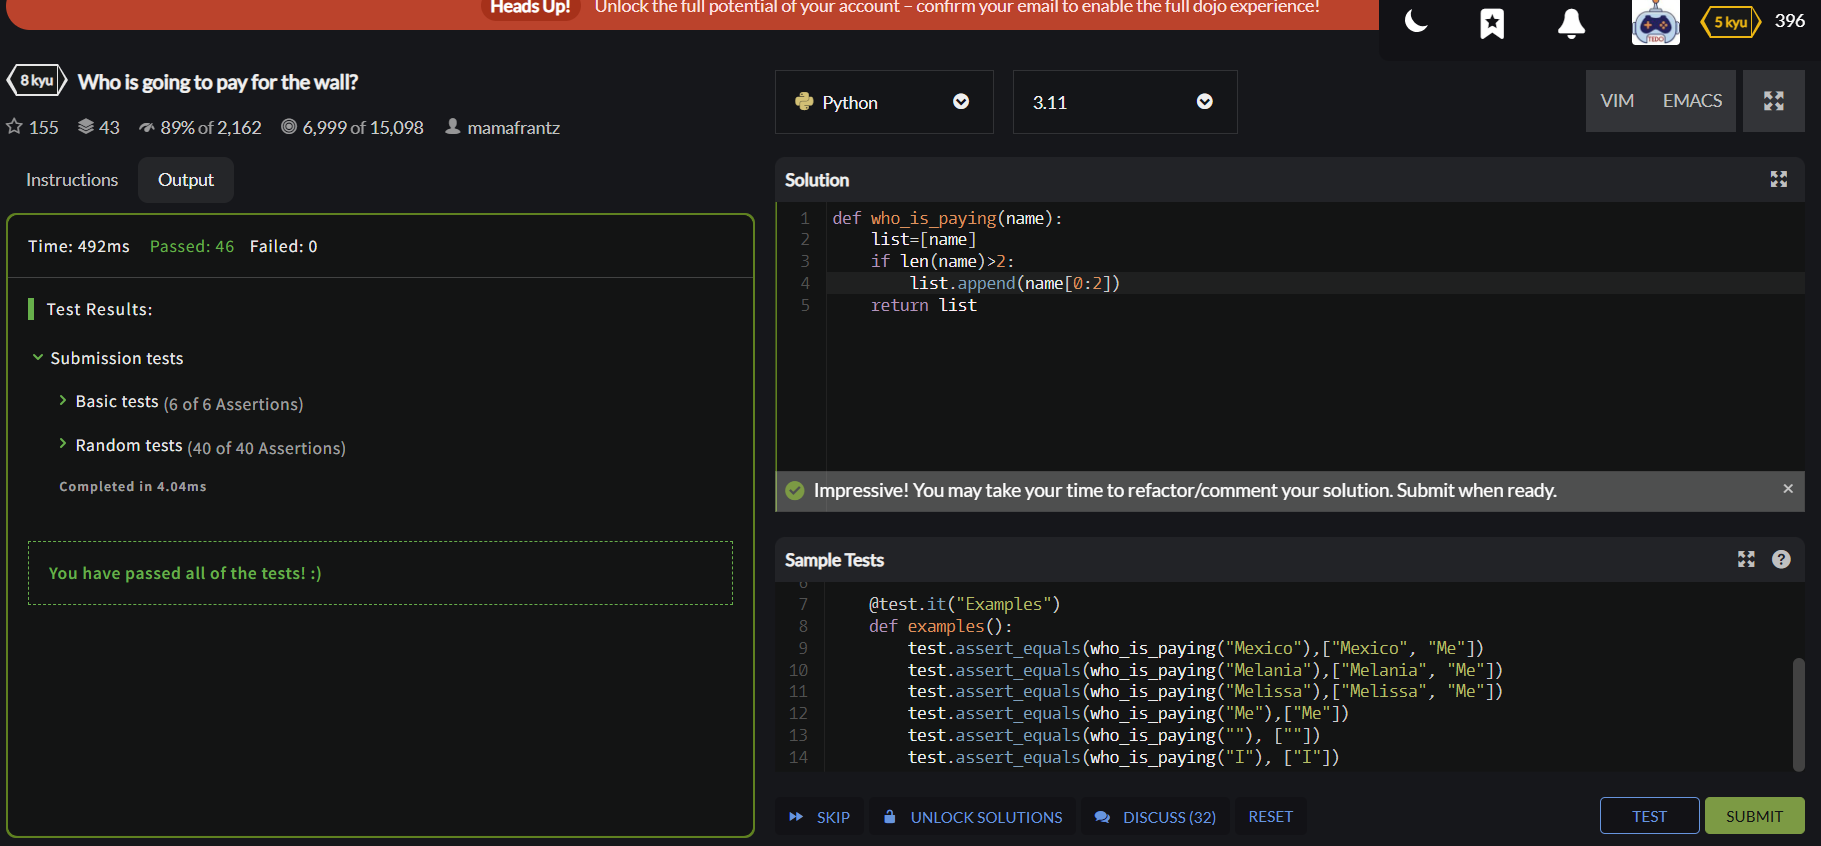 Heads Up! Unlock the full potential of your account – confirm your email to enable the full dojo experience!
5 kyu 396
TEDO
8 kyu Who is going to pay for the wall?
155 43 89% of 2,162 6,999 of 15,098 mamafrantz
Python 3.11 VIM EMACS
Instructions Output
Time: 492ms Passed: 46 Failed: 0
Test Results:
Submission tests
Basic tests (6 of 6 Assertions)
Random tests (40 of 40 Assertions)
Completed in 4.04ms
You have passed all of the tests! :)
Solution
1 def who_is_paying(name):
2 list=[name]
3 if len(name)>2:
4 list.append(name[0:2])
5 return list
Impressive! You may take your time to refactor/comment your solution. Submit when ready.
Sample Tests
6
7 @test.it("Examples")
8 def examples():
9 test.assert_equals(who_is_paying("Mexico"),["Mexico", "Me"])
10 test.assert_equals(who_is_paying("Melania"),["Melania", "Me"])
11 test.assert_equals(who_is_paying("Melissa"),["Melissa", "Me"])
12 test.assert_equals(who_is_paying("Me"),["Me"])
13 test.assert_equals(who_is_paying(""), [""])
14 test.assert_equals(who_is_paying("I"), ["I"])
SKIP UNLOCK SOLUTIONS DISCUSS (32) RESET TEST SUBMIT